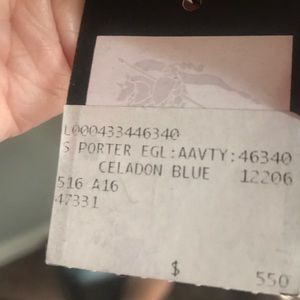 L000433446340
S PORTER EGL:AAVTY:46340
CELADON BLUE 12206
516 A16
47331
$ 550